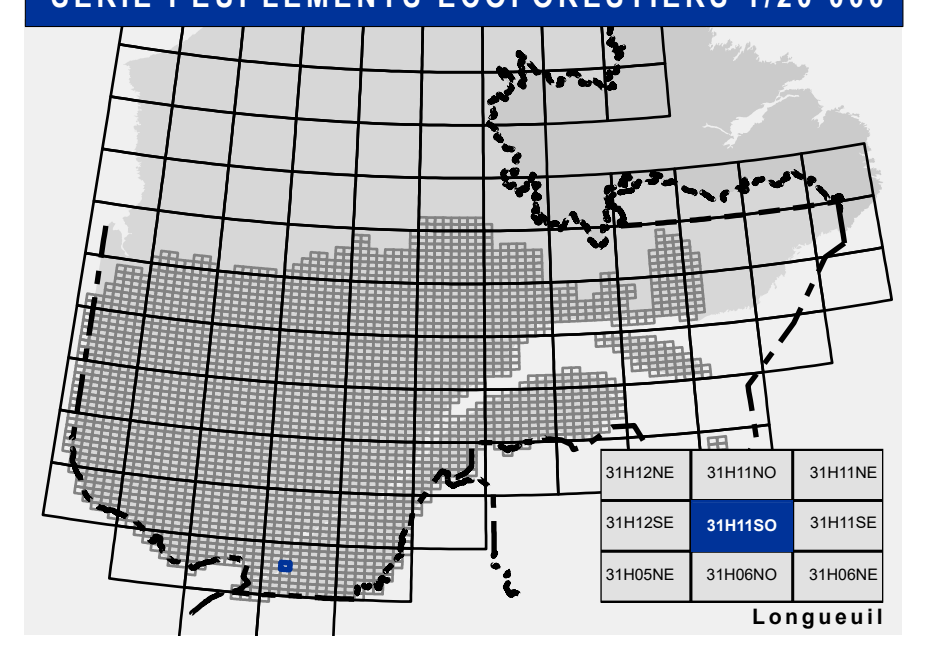 SÉRIE PEUPLEMENTS ÉCOFORESTIERS 1/20 000
31H12NE 31H11NO 31H11NE
31H12SE 31H11SO 31H11SE
31H05NE 31H06NO 31H06NE
Longueuil